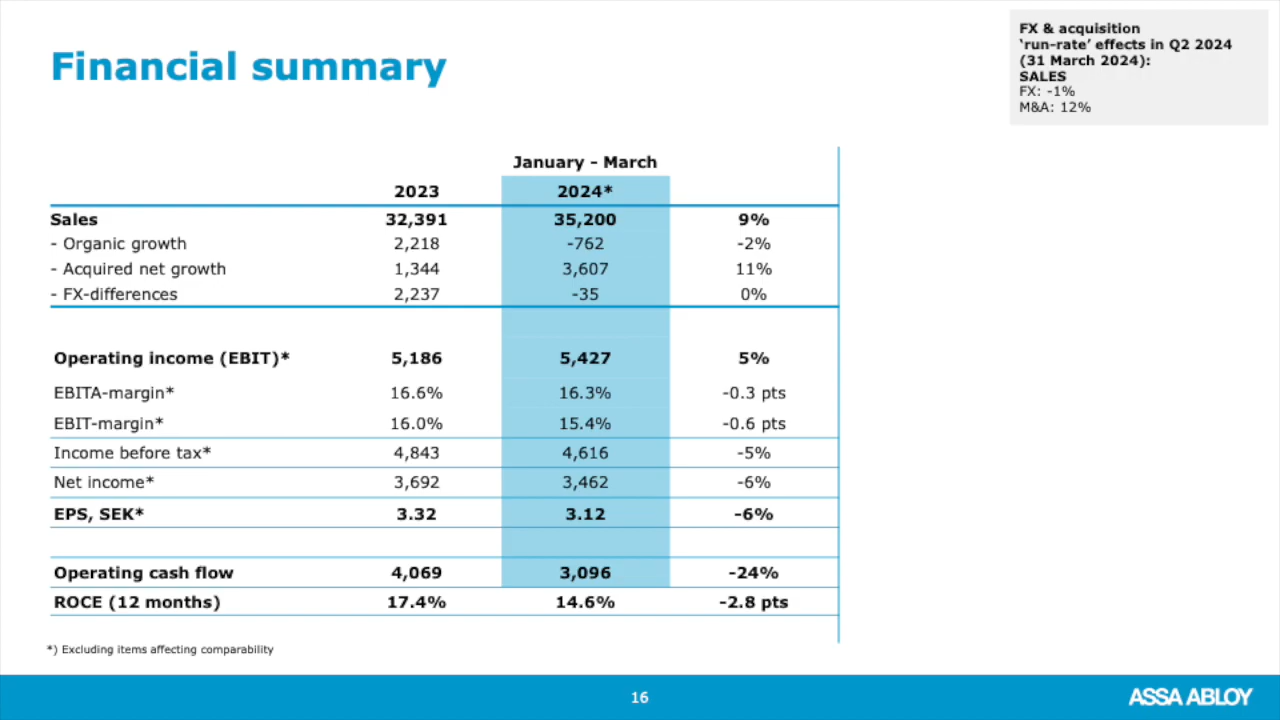 Financial summary
FX & acquisition
‘run-rate’ effects in Q2 2024
(31 March 2024):
SALES
FX: -1%
M&A: 12%
January - March
2023 2024*
Sales 32,391 35,200 9%
- Organic growth 2,218 -762 -2%
- Acquired net growth 1,344 3,607 11%
- FX-differences 2,237 -35 0%
Operating income (EBIT)* 5,186 5,427 5%
EBITA-margin* 16.6% 16.3% -0.3 pts
EBIT-margin* 16.0% 15.4% -0.6 pts
Income before tax* 4,843 4,616 -5%
Net income* 3,692 3,462 -6%
EPS, SEK* 3.32 3.12 -6%
Operating cash flow 4,069 3,096 -24%
ROCE (12 months) 17.4% 14.6% -2.8 pts
*) Excluding items affecting comparability
16
ASSA ABLOY